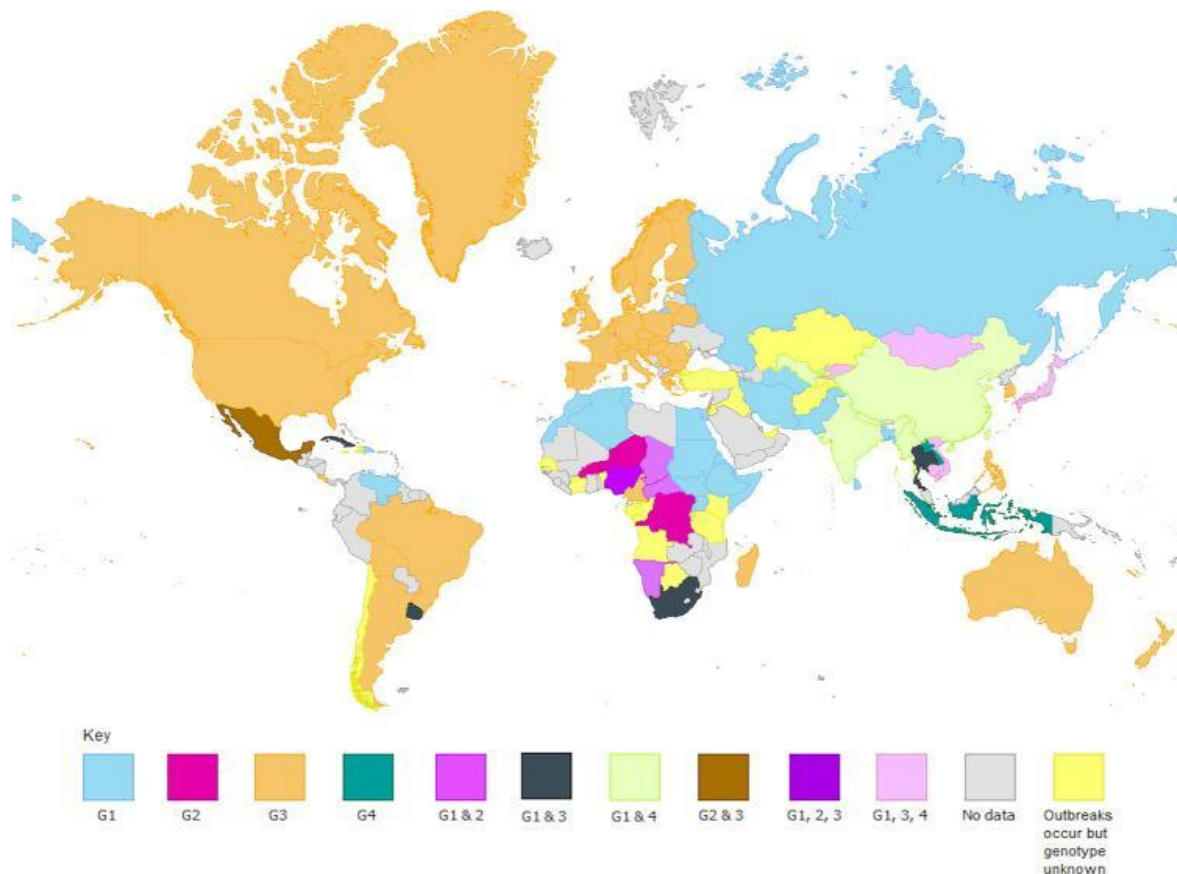 Key
G1
G2
G3
G4
G1 & 2
G1 & 3
G1 & 4
G2 & 3
G1, 2, 3
G1, 3, 4
No data
Outbreaks
occur but
genotype
unknown